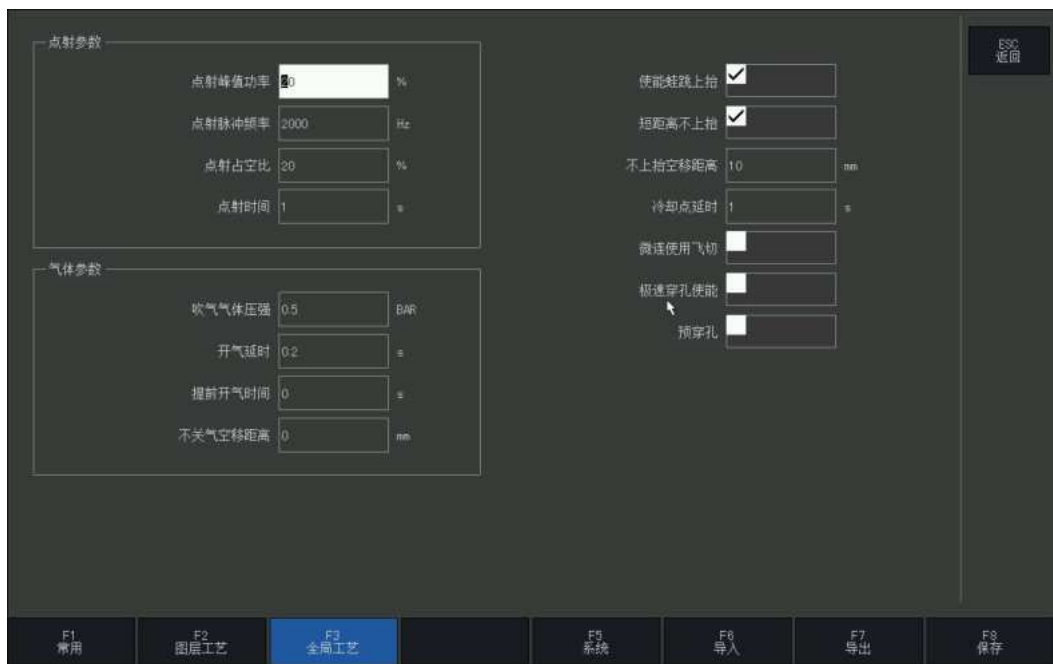 点射参数
点射峰值功率 20 %
点射脉冲频率 2000 Hz
点射占空比 20 %
点射时间 1 s
气体参数
吹气气体压强 0.5 BAR
开气延时 0.2 s
提前开气时间 0 s
不关气空移距离 0 mm
使能蛙跳上抬
短距离不上抬
不上抬空移距离 10 mm
冷却点延时 1 s
微连使用飞切
极速穿孔使能
预穿孔
ESC
返回
F1
常用
F2
图层工艺
F3
全局工艺
F5
系统
F6
导入
F7
导出
F8
保存